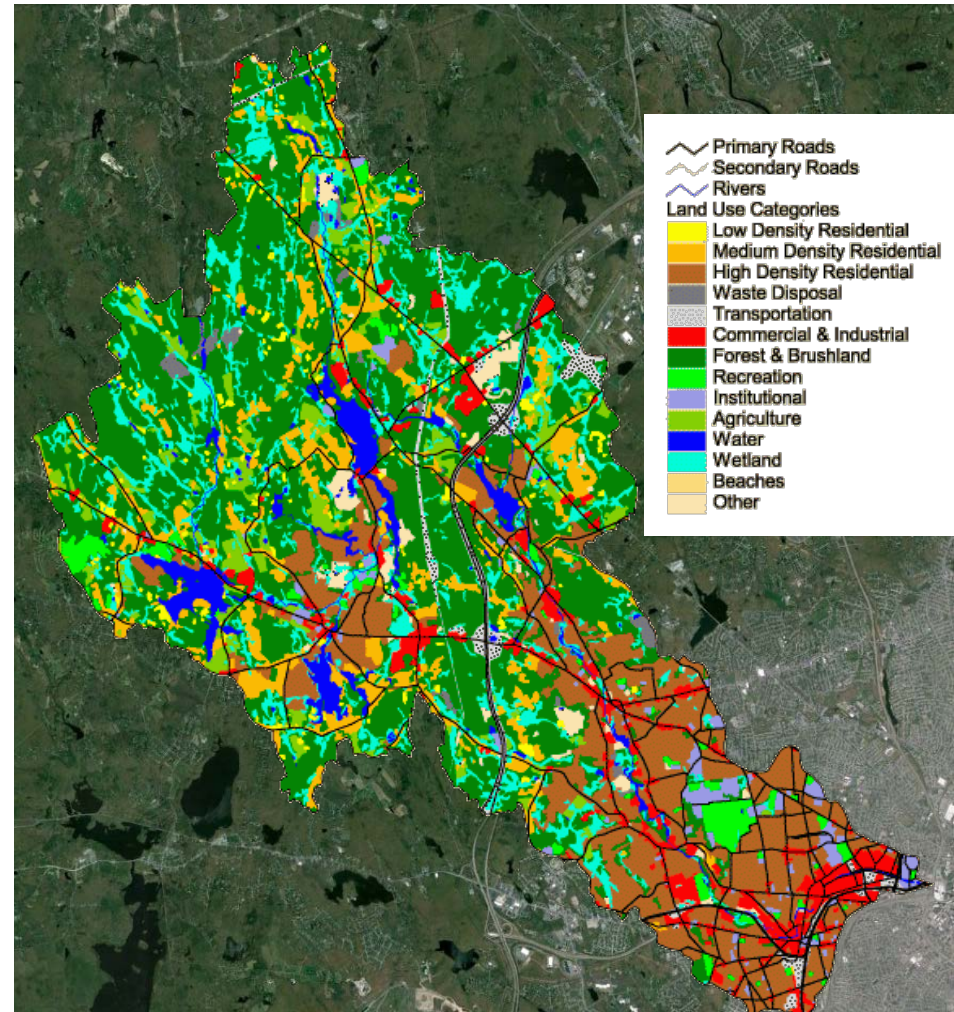 Primary Roads
Secondary Roads
Rivers
Land Use Categories
Low Density Residential
Medium Density Residential
High Density Residential
Waste Disposal
Transportation
Commercial & Industrial
Forest & Brushland
Recreation
Institutional
Agriculture
Water
Wetland
Beaches
Other